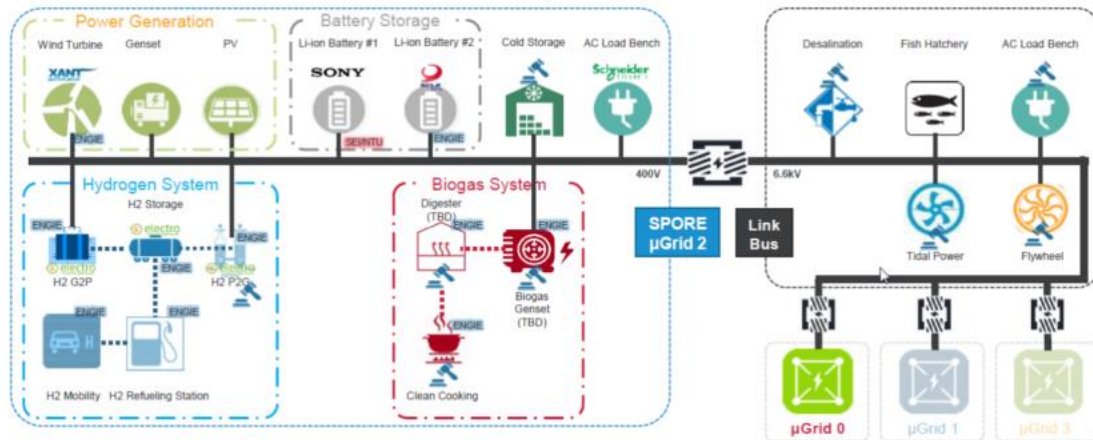 Power Generation
Battery Storage
Wind Turbine
Genset
PV
Li-ion Battery #1
Li-ion Battery #2
Cold Storage
AC Load Bench
Desalination
Fish Hatchery
AC Load Bench
XANT
SONY
Schneider
ENGIE
SEI/NTU
ENGIE
400V
6.6kV
Hydrogen System
Biogas System
H2 Storage
Digester
(TBD)
ENGIE
electro
ENGIE
ENGIE
ENGIE
SPORE
µGrid 2
Link
Bus
electro
ENGIE
electro
H2 G2P
H2 P2G
Tidal Power
Flywheel
Biogas
Genset
(TBD)
ENGIE
ENGIE
ENGIE
H
H2 Mobility
H2 Refueling Station
Clean Cooking
µGrid 0
µGrid 1
µGrid 3